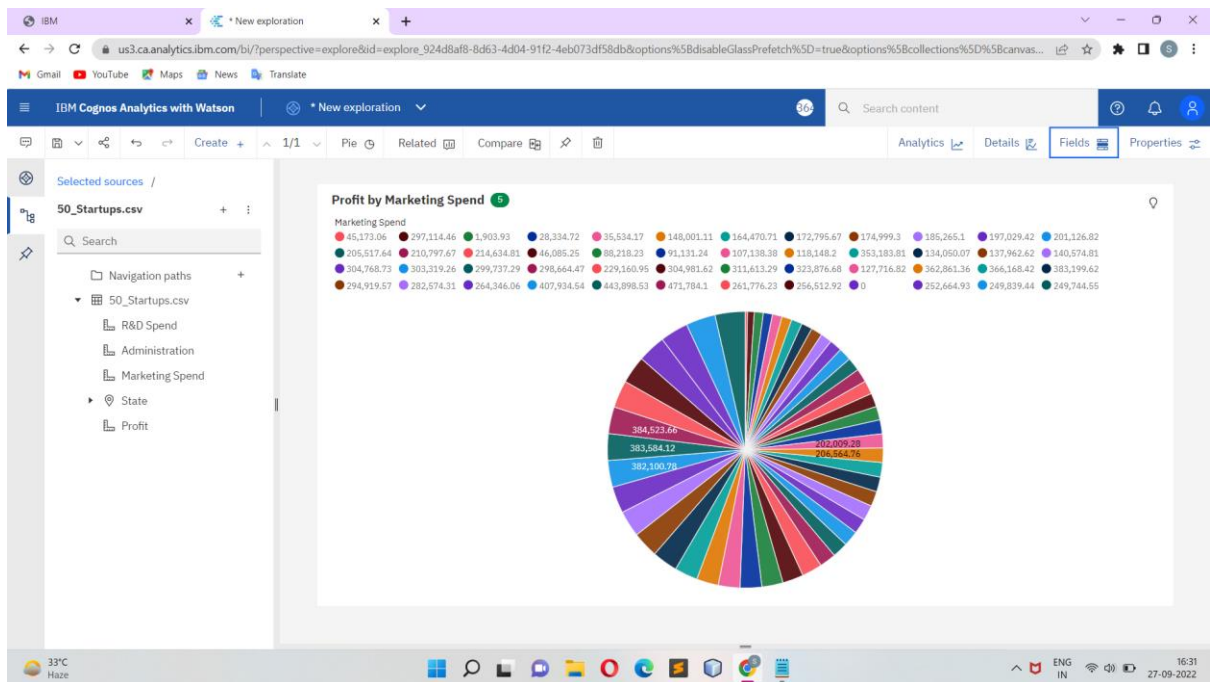 IBM
* New exploration
us3.ca.analytics.ibm.com/bi/?perspective=explore&id=explore_924d8af8-8d63-4d04-91f2-4eb073df58db&options%5BdisableGlassPrefetch%5D=true&options%5Bcollections%5D%5Bcanvas...
Gmail YouTube Maps News Translate
IBM Cognos Analytics with Watson * New exploration Search content
Create + 1/1 Pie Related Compare Analytics Details Fields Properties
Selected sources /
50_Startups.csv
Search
Navigation paths
50_Startups.csv
R&D Spend
Administration
Marketing Spend
State
Profit
Profit by Marketing Spend 5
Marketing Spend
45,173.06 297,114.46 1,903.93 28,334.72 35,534.17 148,001.11 164,470.71 172,795.67 174,999.3 185,265.1 197,029.42 201,126.82
205,517.64 210,797.67 214,634.81 46,085.25 88,218.23 91,131.24 107,138.38 118,148.2 353,183.81 134,050.07 137,962.62 140,574.81
304,768.73 303,319.26 299,737.29 298,664.47 229,160.95 304,981.62 311,613.29 323,876.68 127,716.82 362,861.36 366,168.42 383,199.62
294,919.57 282,574.31 264,346.06 407,934.54 443,898.53 471,784.1 261,776.23 256,512.92 0 252,664.93 249,839.44 249,744.55
384,523.66
383,584.12
382,100.78
202,009.28
206,564.76
33°C
Haze
ENG
IN
16:31
27-09-2022